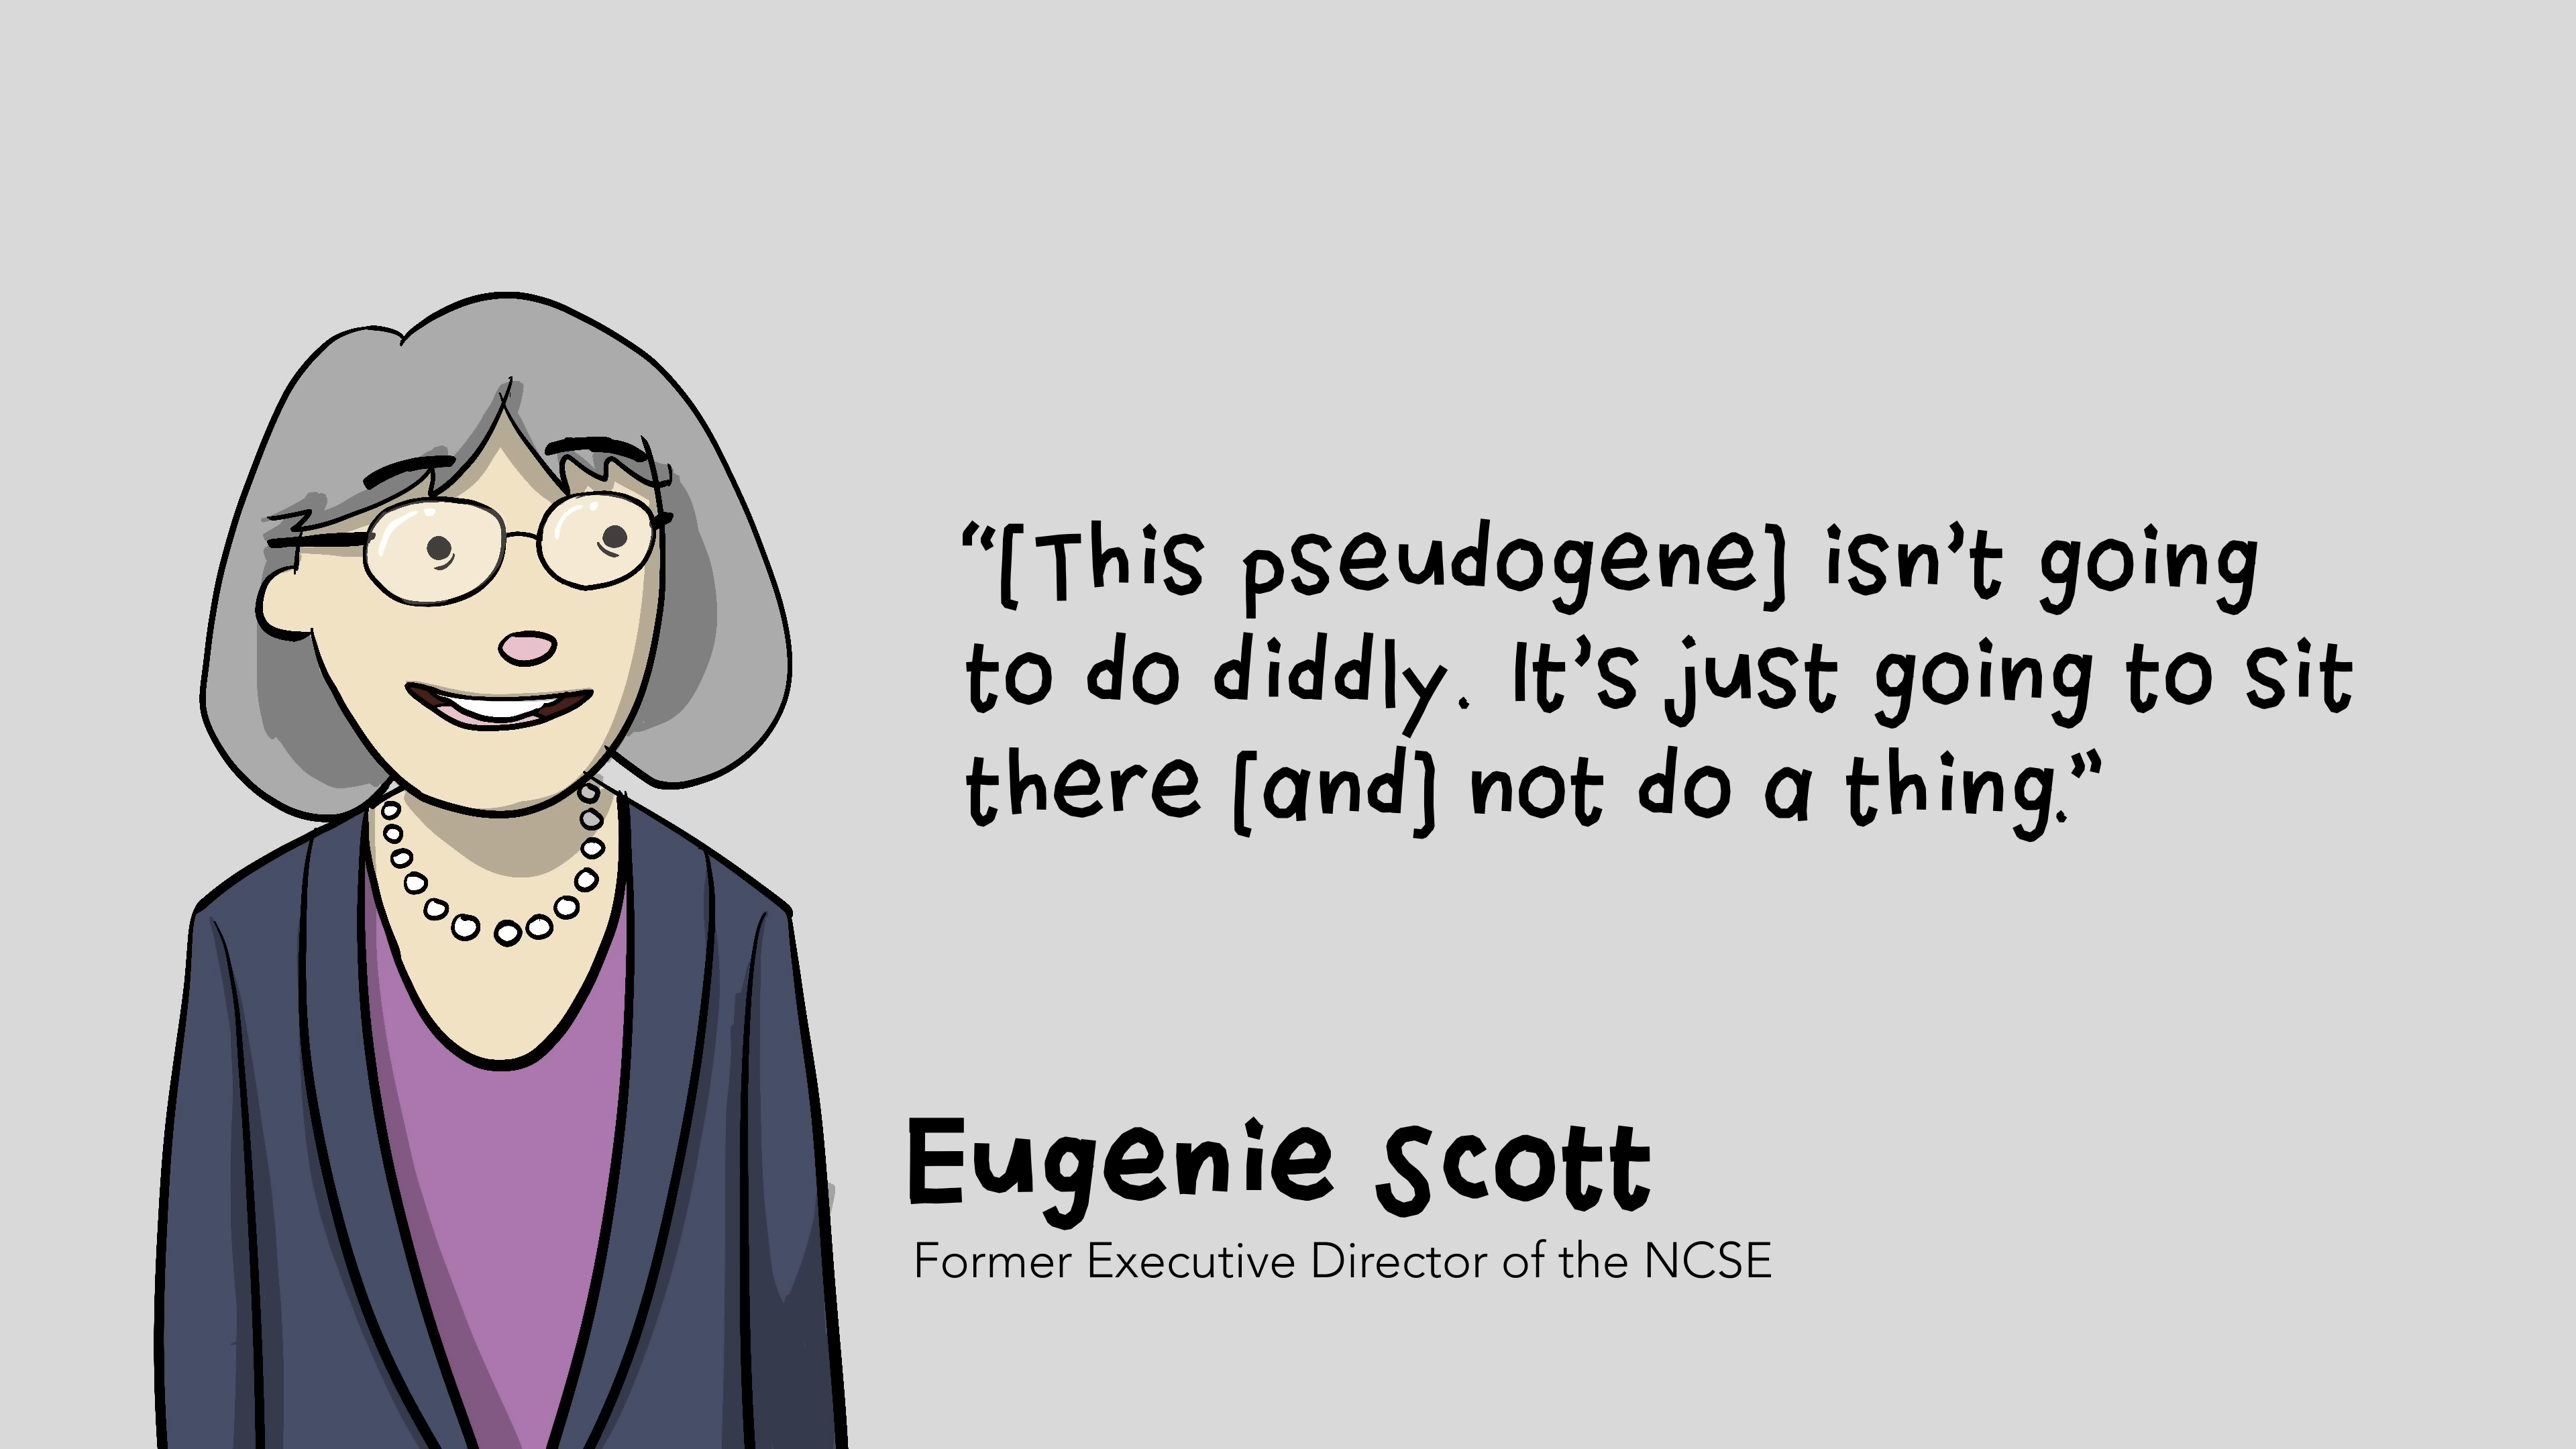 “[This pseudogene] isn’t going
to do diddly. It’s just going to sit
there [and] not do a thing.”
Eugenie Scott
Former Executive Director of the NCSE